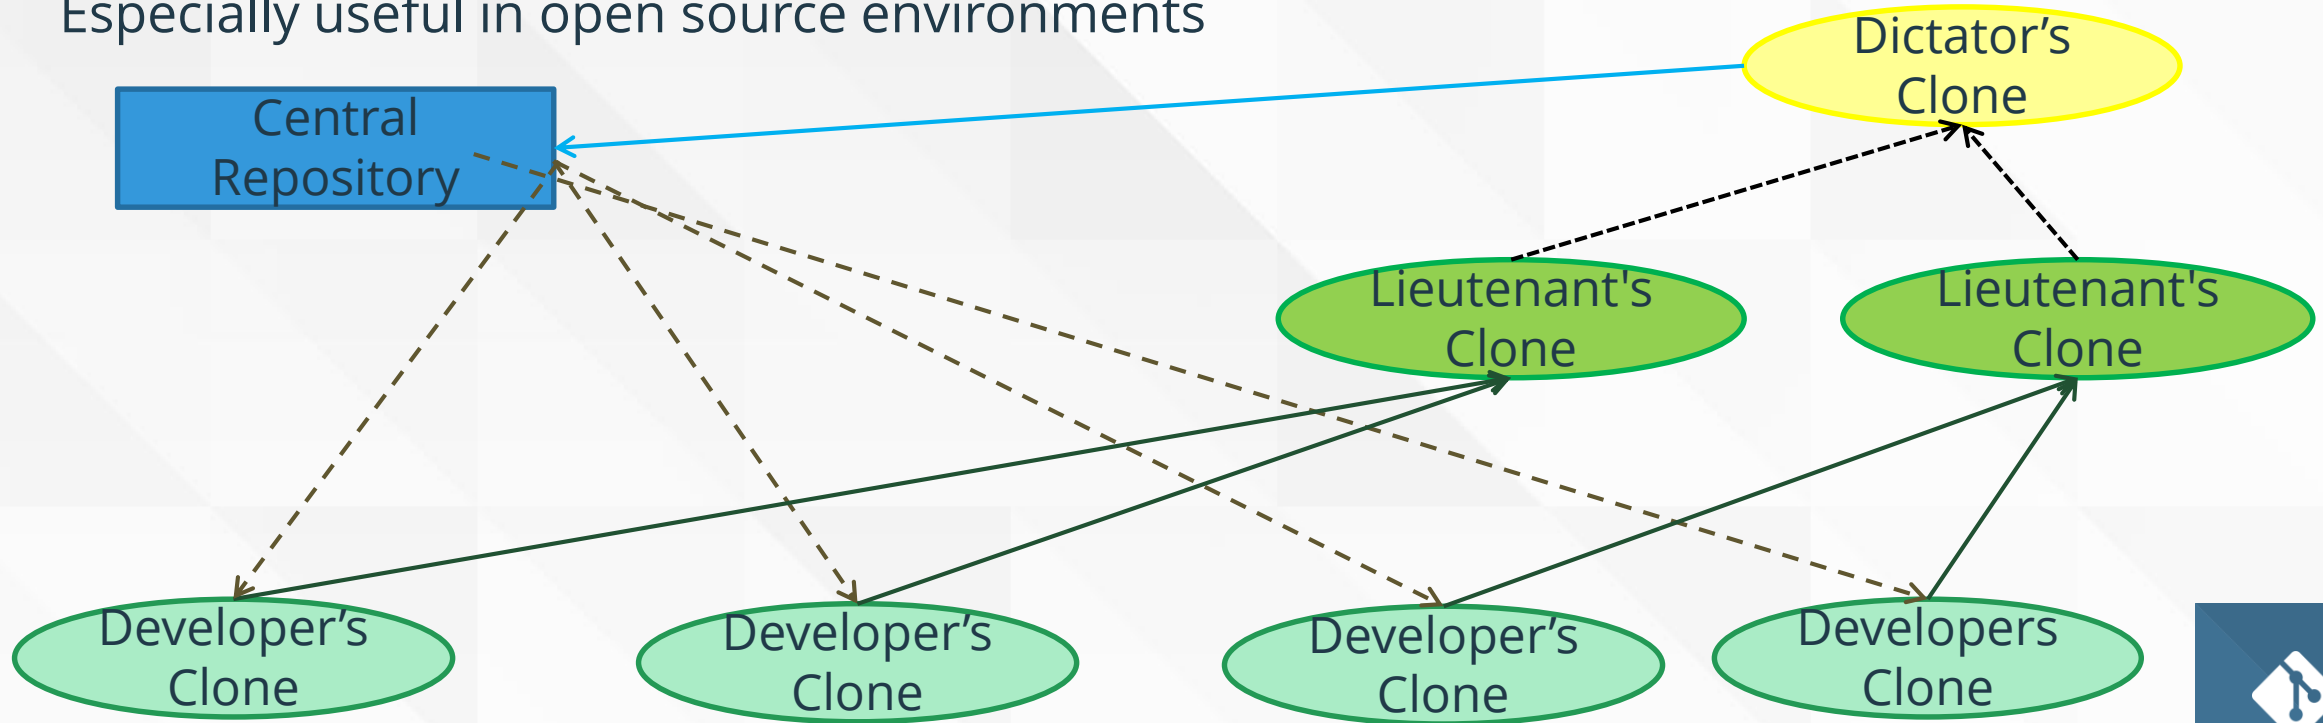 Especially useful in open source environments
Dictator’s
Clone
Central
Repository
Lieutenant's
Clone
Lieutenant's
Clone
Developer’s
Clone
Developer’s
Clone
Developer’s
Clone
Developers
Clone